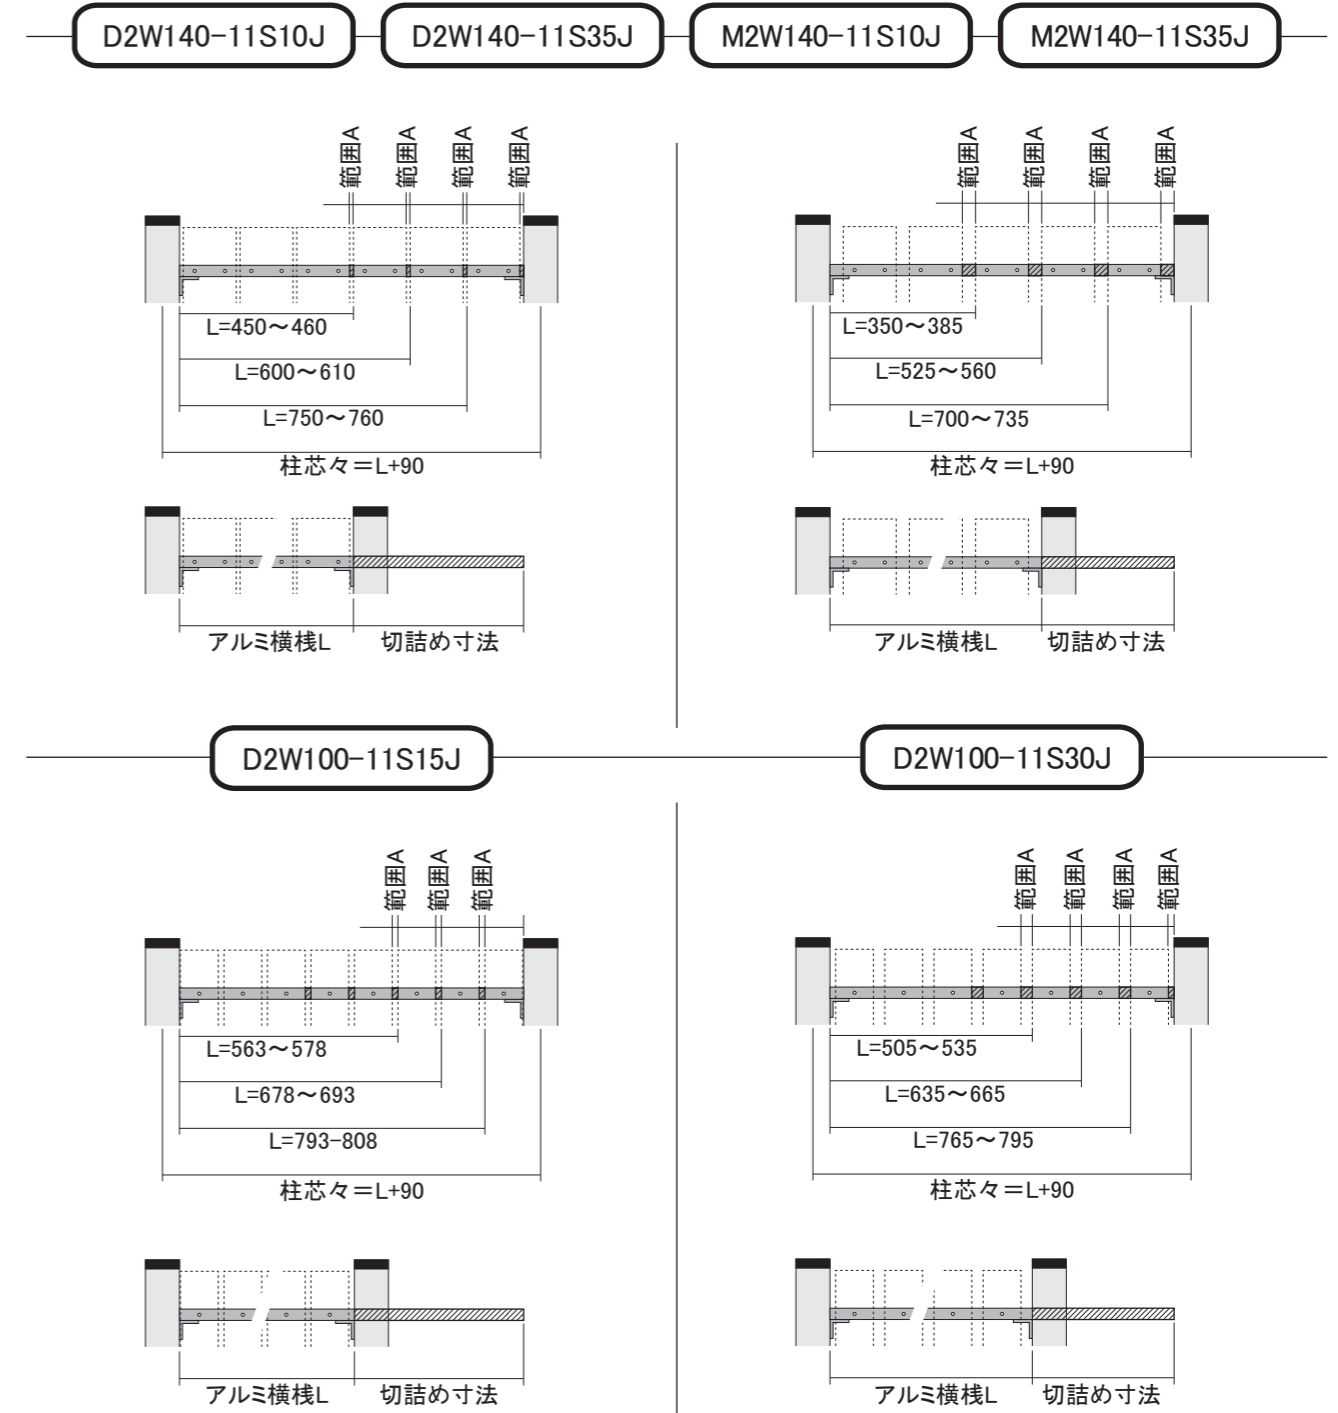 D2W140-11S10J
D2W140-11S35J
M2W140-11S10J
M2W140-11S35J
範囲A
範囲A
範囲A
範囲A
L=450～460
L=600～610
L=750～760
柱芯々＝L+90
アルミ横桟L
切詰め寸法
範囲A
範囲A
範囲A
範囲A
L=350～385
L=525～560
L=700～735
柱芯々＝L+90
アルミ横桟L
切詰め寸法
D2W100-11S15J
D2W100-11S30J
範囲A
範囲A
範囲A
L=563～578
L=678～693
L=793-808
柱芯々＝L+90
アルミ横桟L
切詰め寸法
範囲A
範囲A
範囲A
範囲A
L=505～535
L=635～665
L=765～795
柱芯々＝L+90
アルミ横桟L
切詰め寸法